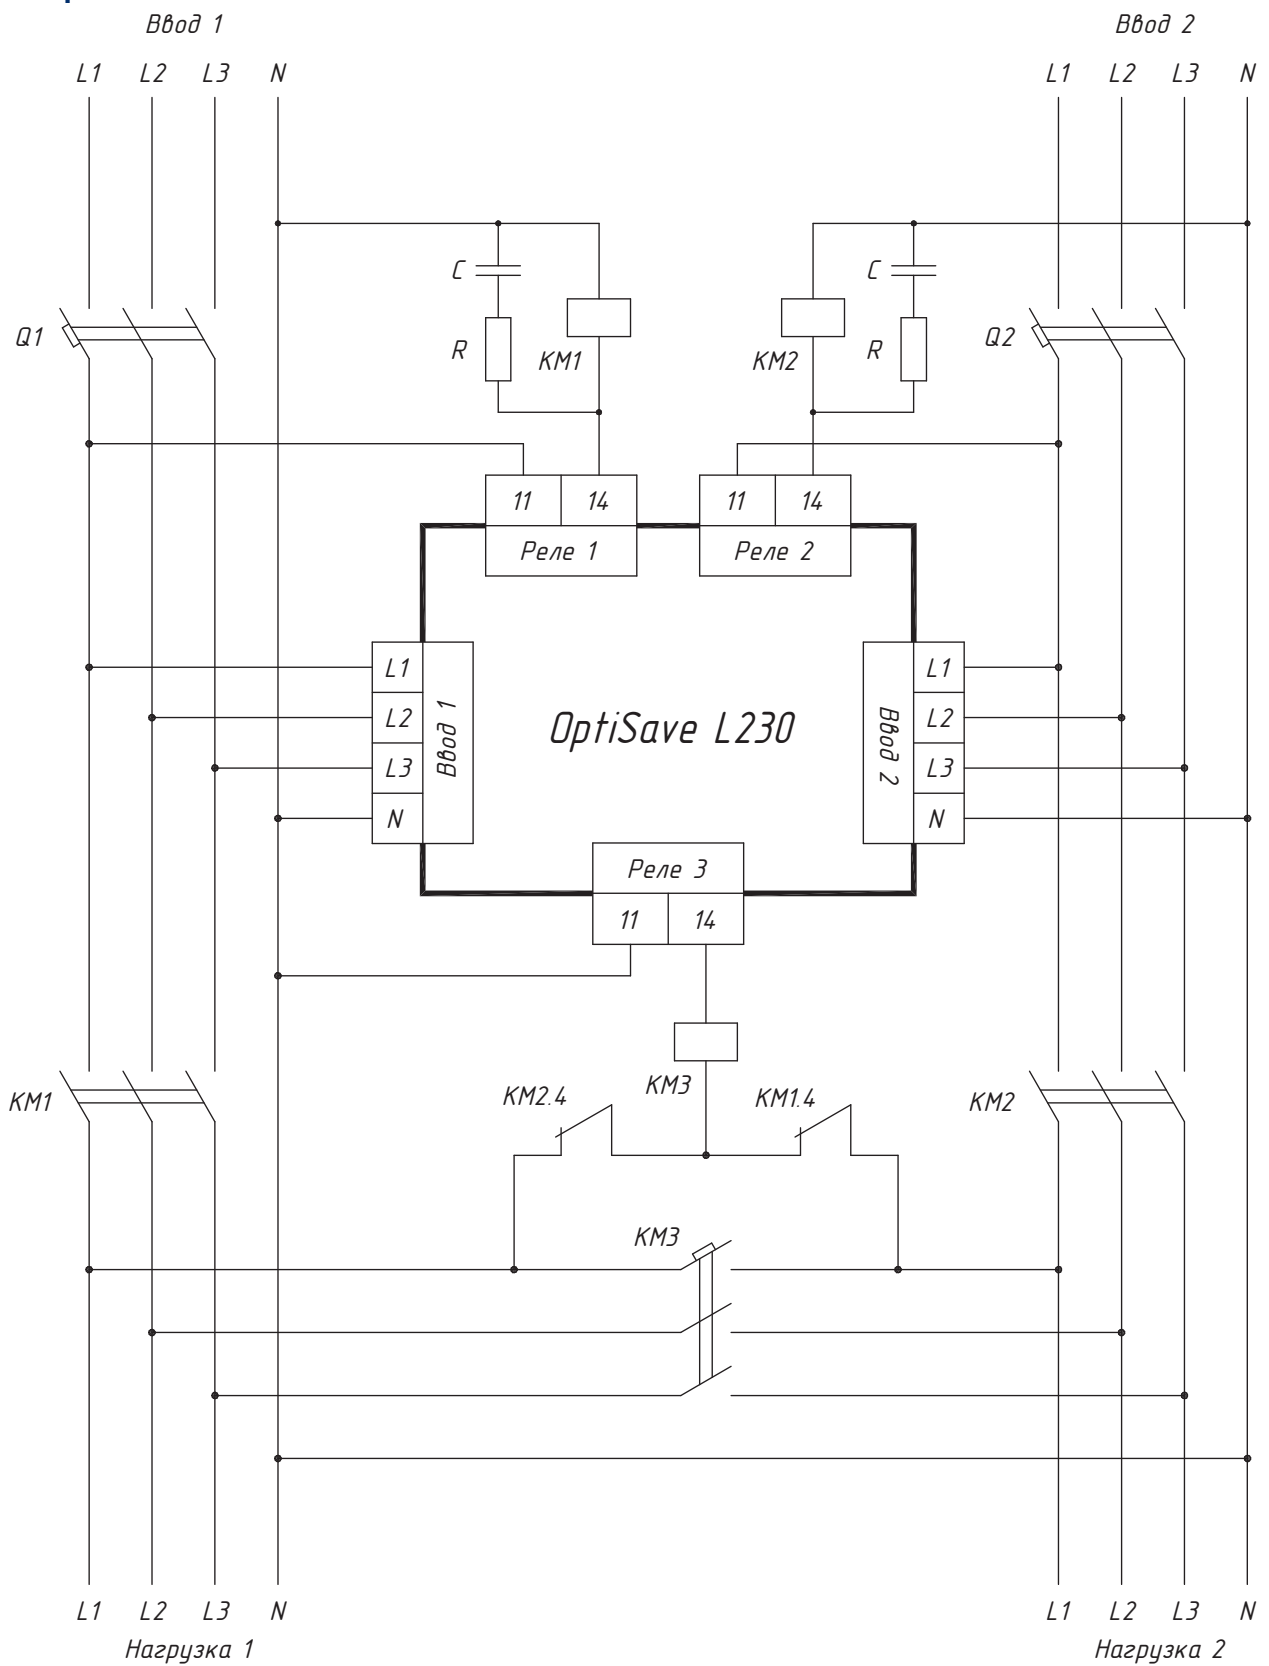 Ввод 1 Ввод 2
L1 L2 L3 N L1 L2 L3 N
C C
Q1 R KM1 KM2 R Q2
11 14 11 14
Реле 1 Реле 2
L1 L1
L2 L2
Ввод 1 OptiSave L230 Ввод 2
L3 L3
N N
Реле 3
11 14
KM3
KM1 KM2.4 KM1.4 KM2
KM3
L1 L2 L3 N L1 L2 L3 N
Нагрузка 1 Нагрузка 2